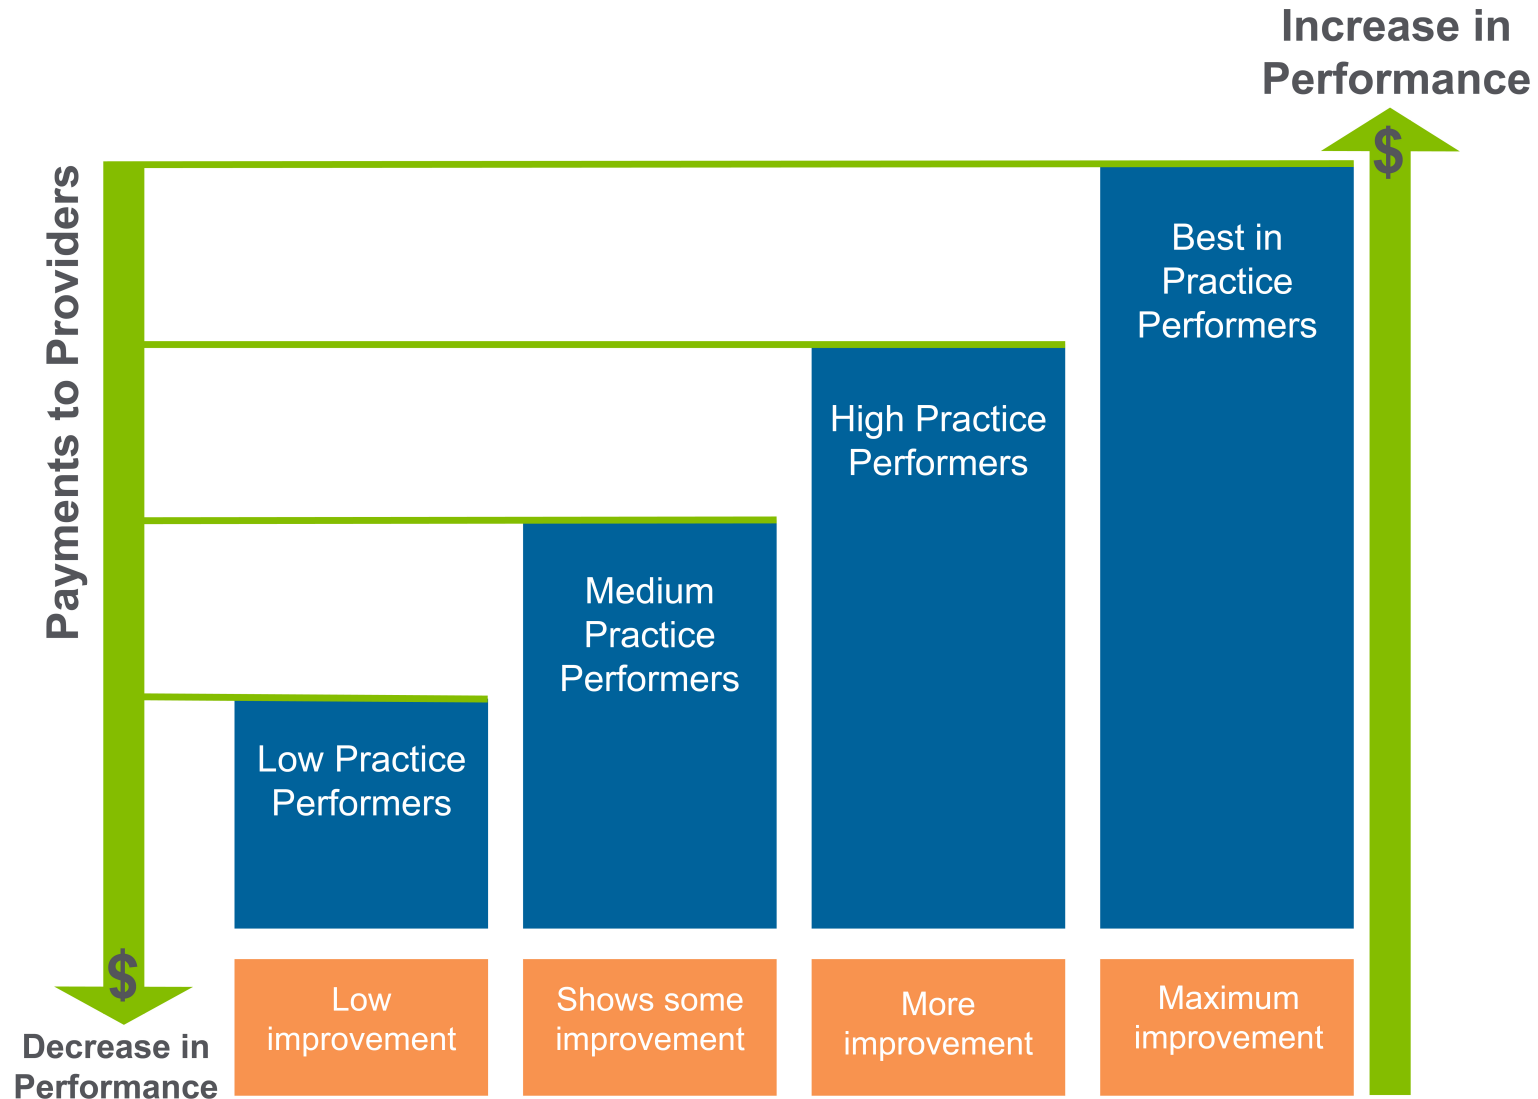 Increase in
Performance
$
Payments to Providers
Best in
Practice
Performers
High Practice
Performers
Medium
Practice
Performers
Low Practice
Performers
$
Decrease in
Performance
Low
improvement
Shows some
improvement
More
improvement
Maximum
improvement